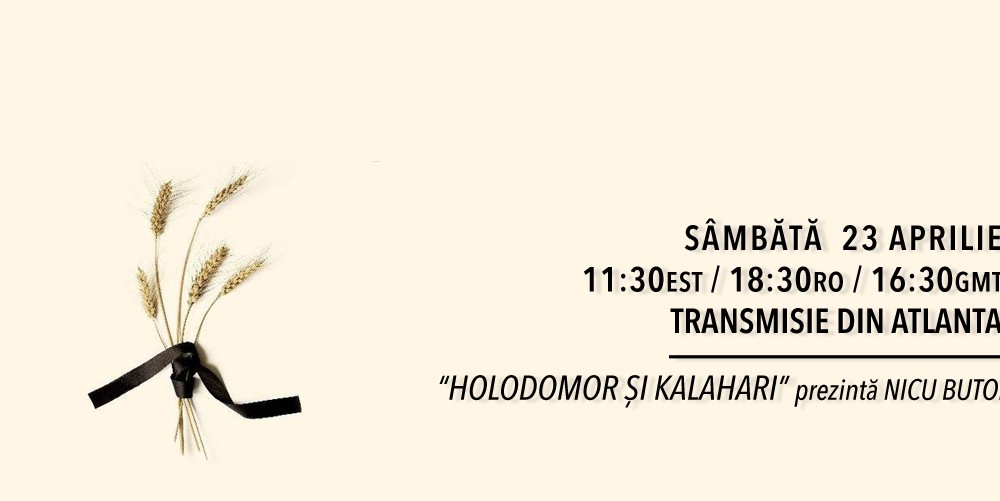 SÂMBĂTĂ 23 APRILIE
11:30EST / 18:30RO / 16:30GMT
TRANSMISIE DIN ATLANTA
“HOLODOMOR ȘI KALAHARI” prezintă NICU